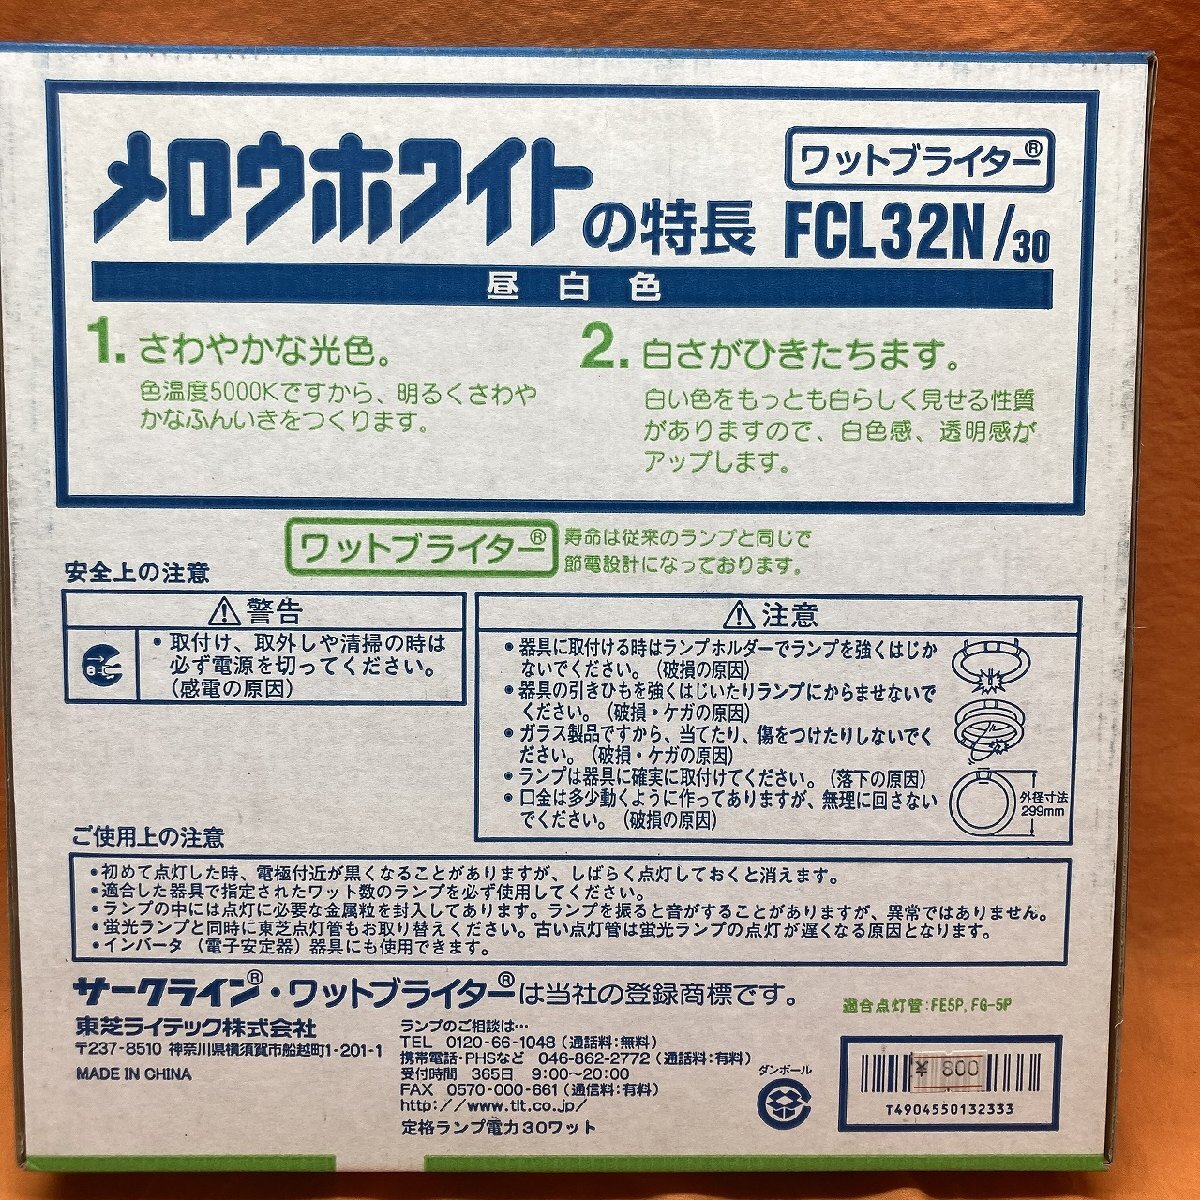 メロウホワイトの特長
ワットブライター®
FCL32N/30
昼白色
1. さわやかな光色。
色温度5000Kですから、明るくさわや
かなふんいきをつくります。
2. 白さがひきたちます。
白い色をもっとも白らしく見せる性質
がありますので、白色感、透明感が
アップします。
ワットブライター®
寿命は従来のランプと同じで
節電設計になっております。
安全上の注意
⚠警告
・取付け、取外しや清掃の時は
必ず電源を切ってください。
(感電の原因)
⚠注意
●器具に取付ける時はランプホルダーでランプを強くはじか
ないでください。(破損の原因)
●器具の引きひもを強くはじいたりランプにからませないで
ください。(破損・ケガの原因)
●ガラス製品ですから、当てたり、傷をつけたりしないでく
ださい。(破損・ケガの原因)
●ランプは器具に確実に取付けてください。(落下の原因)
●口金は多少動くように作ってありますが、無理に回さない
でください。(破損の原因)
外径寸法
299mm
ご使用上の注意
●初めて点灯した時、電極付近が黒くなることがありますが、しばらく点灯しておくと消えます。
●適合した器具で指定されたワット数のランプを必ず使用してください。
●ランプの中には点灯に必要な金属粒を封入してあります。ランプを振ると音がすることがありますが、異常ではありません。
●蛍光ランプと同時に東芝点灯管もお取り替えください。古い点灯管は蛍光ランプの点灯が遅くなる原因となります。
●インバータ(電子安定器)器具にも使用できます。
サークライン®・ワットブライター®は当社の登録商標です。
東芝ライテック株式会社
〒237-8510 神奈川県横須賀市船越町1-201-1
MADE IN CHINA
ランプのご相談は…
TEL 0120-66-1048(通話料:無料)
携帯電話・PHSなど 046-862-2772(通話料:有料)
受付時間 365日 9:00~20:00
FAX 0570-000-661(通信料:有料)
http://www.tlt.co.jp/
定格ランプ電力30ワット
適合点灯管:FE5P,FG-5P
ダンボール
¥ 800
T4904550132333